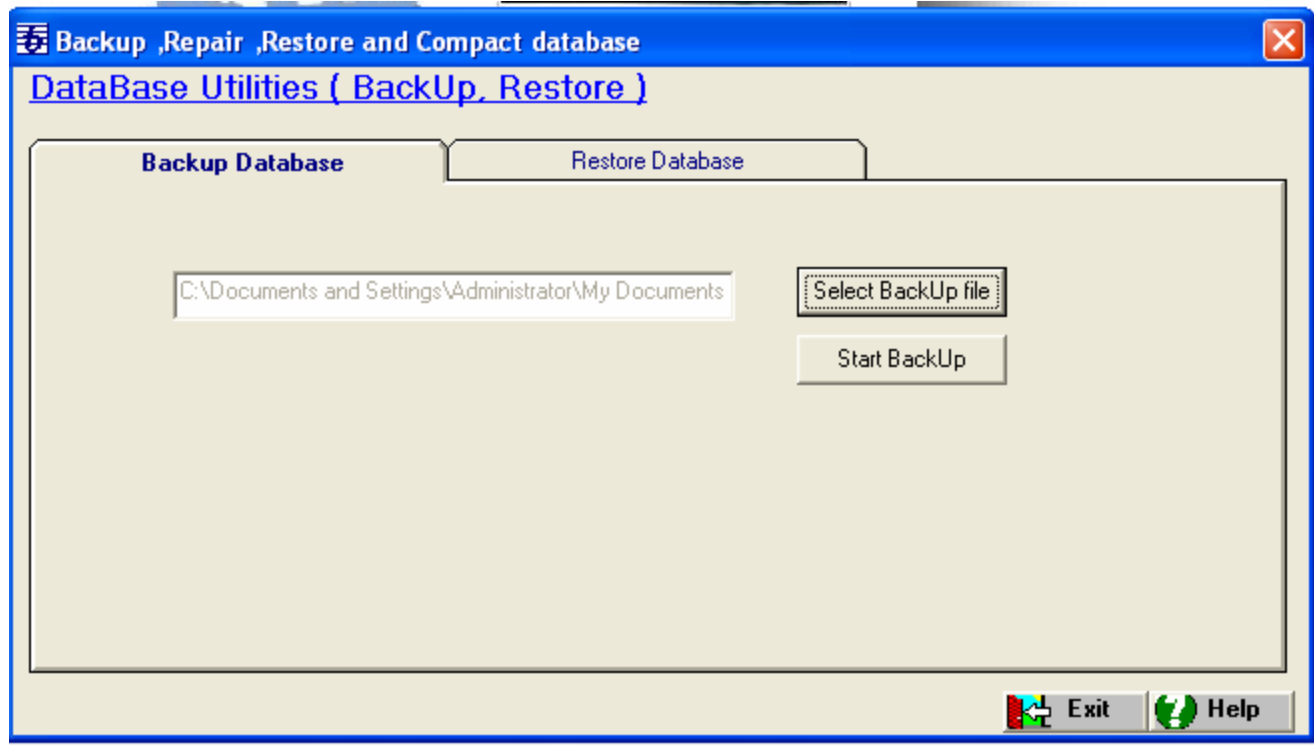 Backup ,Repair ,Restore and Compact database
DataBase Utilities ( BackUp, Restore )
Backup Database
Restore Database
C:\Documents and Settings\Administrator\My Documents
Select BackUp file
Start BackUp
Exit
Help